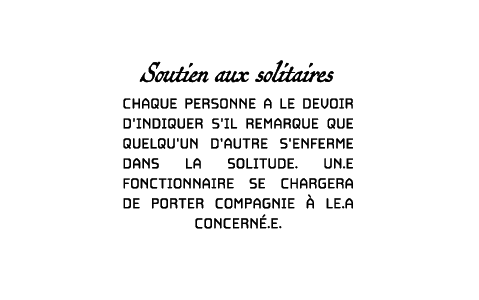 Soutien aux solitaires
CHAQUE PERSONNE A LE DEVOIR
D'INDIQUER S'IL REMARQUE QUE
QUELQU'UN D'AUTRE S'ENFERME
DANS LA SOLITUDE. UN.E
FONCTIONNAIRE SE CHARGERA
DE PORTER COMPAGNIE À LE.A
CONCERNÉ.E.